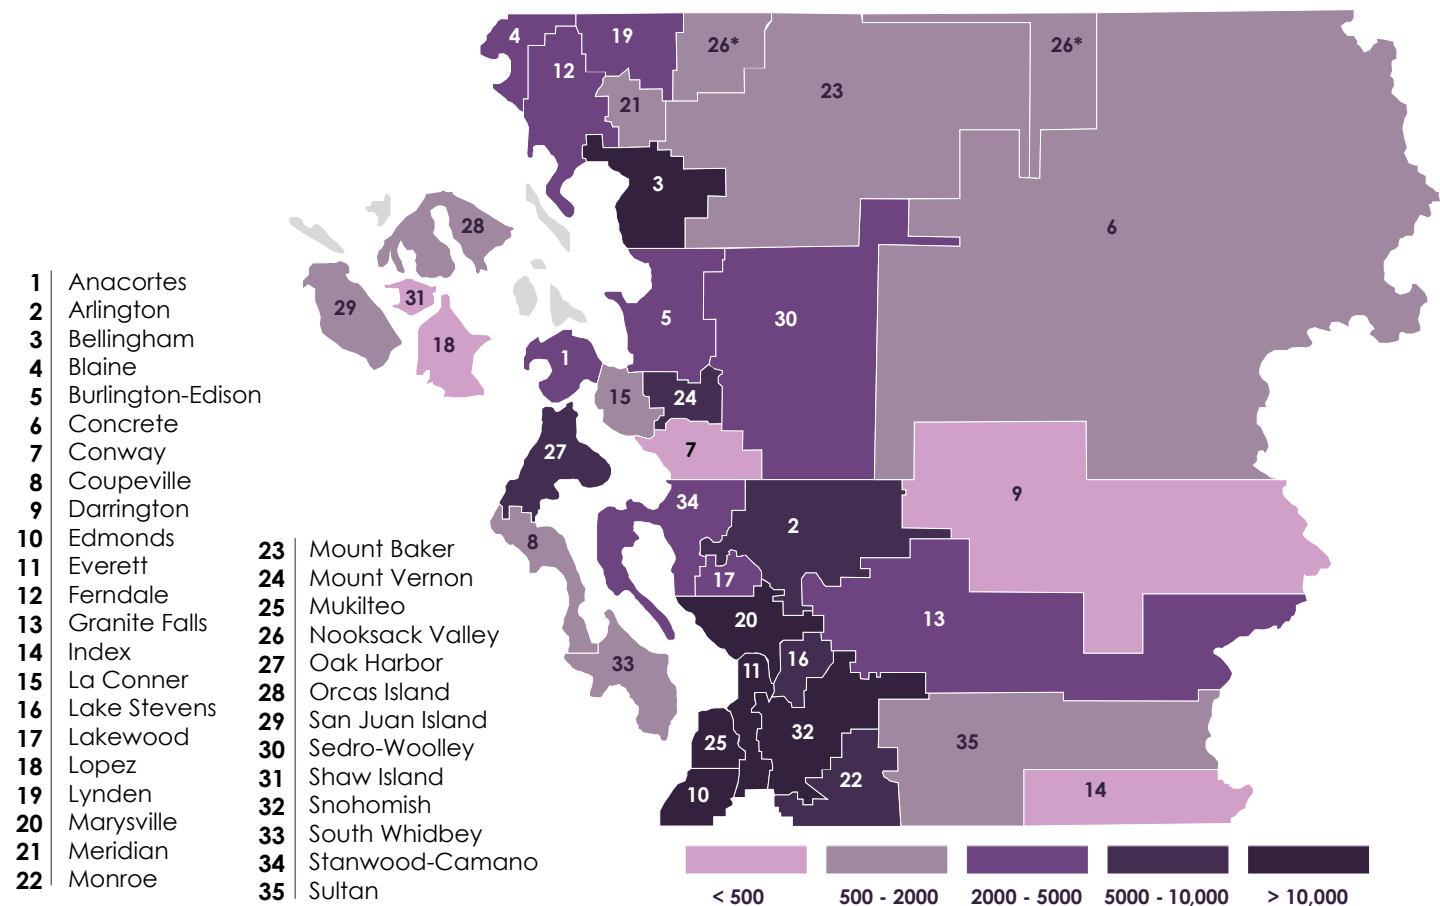 4
19
26*
26*
12
23
21
3
28
6
31
29
18
5
30
1
15
24
7
27
9
34
2
8
17
13
20
16
11
33
32
25
35
22
10
14
1 Anacortes
2 Arlington
3 Bellingham
4 Blaine
5 Burlington-Edison
6 Concrete
7 Conway
8 Coupeville
9 Darrington
10 Edmonds
11 Everett
12 Ferndale
13 Granite Falls
14 Index
15 La Conner
16 Lake Stevens
17 Lakewood
18 Lopez
19 Lynden
20 Marysville
21 Meridian
22 Monroe
23 Mount Baker
24 Mount Vernon
25 Mukilteo
26 Nooksack Valley
27 Oak Harbor
28 Orcas Island
29 San Juan Island
30 Sedro-Woolley
31 Shaw Island
32 Snohomish
33 South Whidbey
34 Stanwood-Camano
35 Sultan
< 500
500 - 2000
2000 - 5000
5000 - 10,000
> 10,000